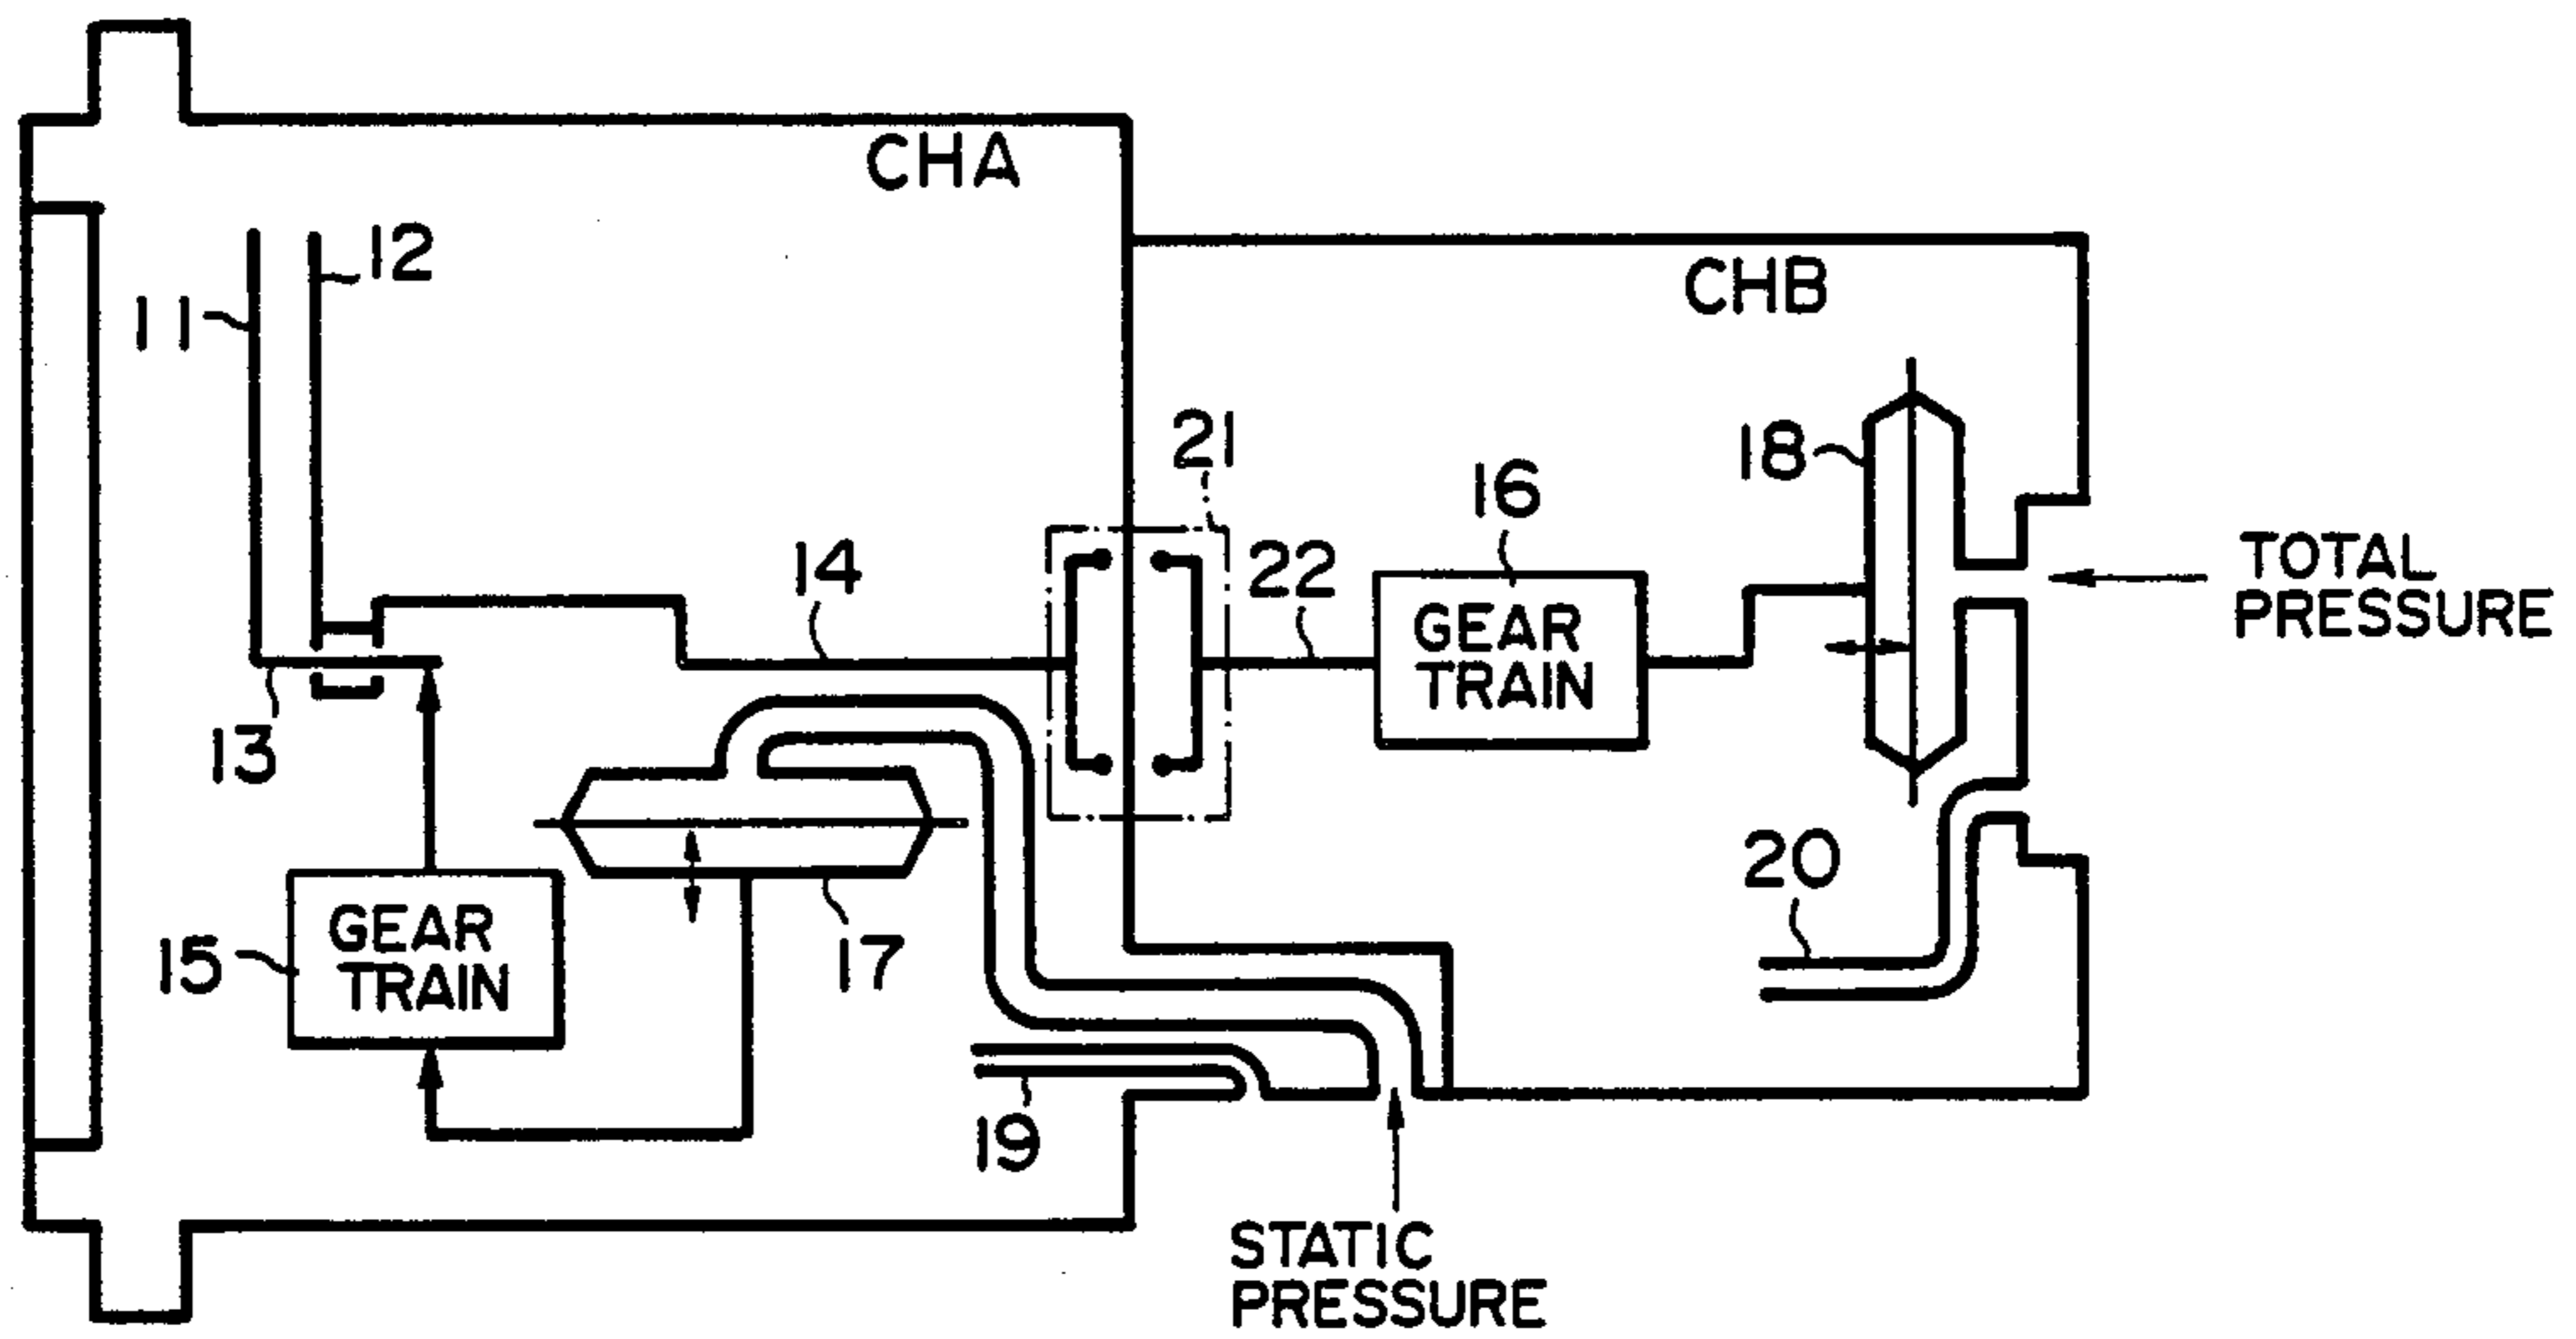 CHA
12
CHB
11
21
18
16
TOTAL
PRESSURE
14
22
GEAR
TRAIN
13
20
GEAR
TRAIN
15
17
19
STATIC
PRESSURE